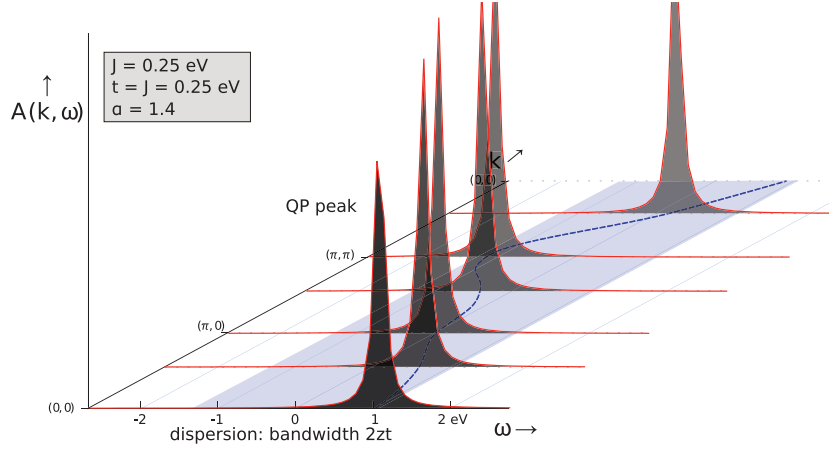 J = 0.25 eV
t = J = 0.25 eV
α = 1.4
↑
A(k, ω)
k →
(0,0)
QP peak
(π,π)
(π,0)
(0,0)
-2 -1 0 1 2 eV
ω→
dispersion: bandwidth 2zt